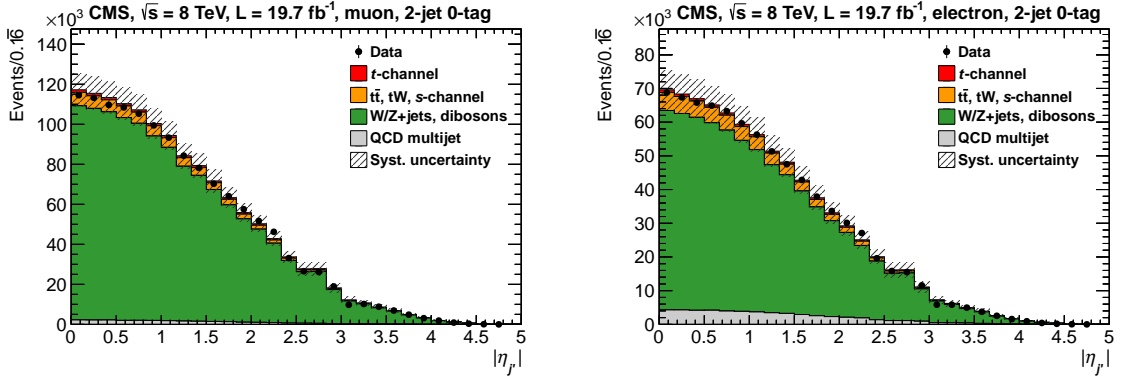 CMS, √s = 8 TeV, L = 19.7 fb⁻¹, muon, 2-jet 0-tag
×10³
Events/0.16̅
140
120
100
80
60
40
20
0
Data
t-channel
tt̄, tW, s-channel
W/Z+jets, dibosons
QCD multijet
Syst. uncertainty
0 0.5 1 1.5 2 2.5 3 3.5 4 4.5 5
|η_j'|
CMS, √s = 8 TeV, L = 19.7 fb⁻¹, electron, 2-jet 0-tag
×10³
Events/0.16̅
80
70
60
50
40
30
20
10
0
Data
t-channel
tt̄, tW, s-channel
W/Z+jets, dibosons
QCD multijet
Syst. uncertainty
0 0.5 1 1.5 2 2.5 3 3.5 4 4.5 5
|η_j'|